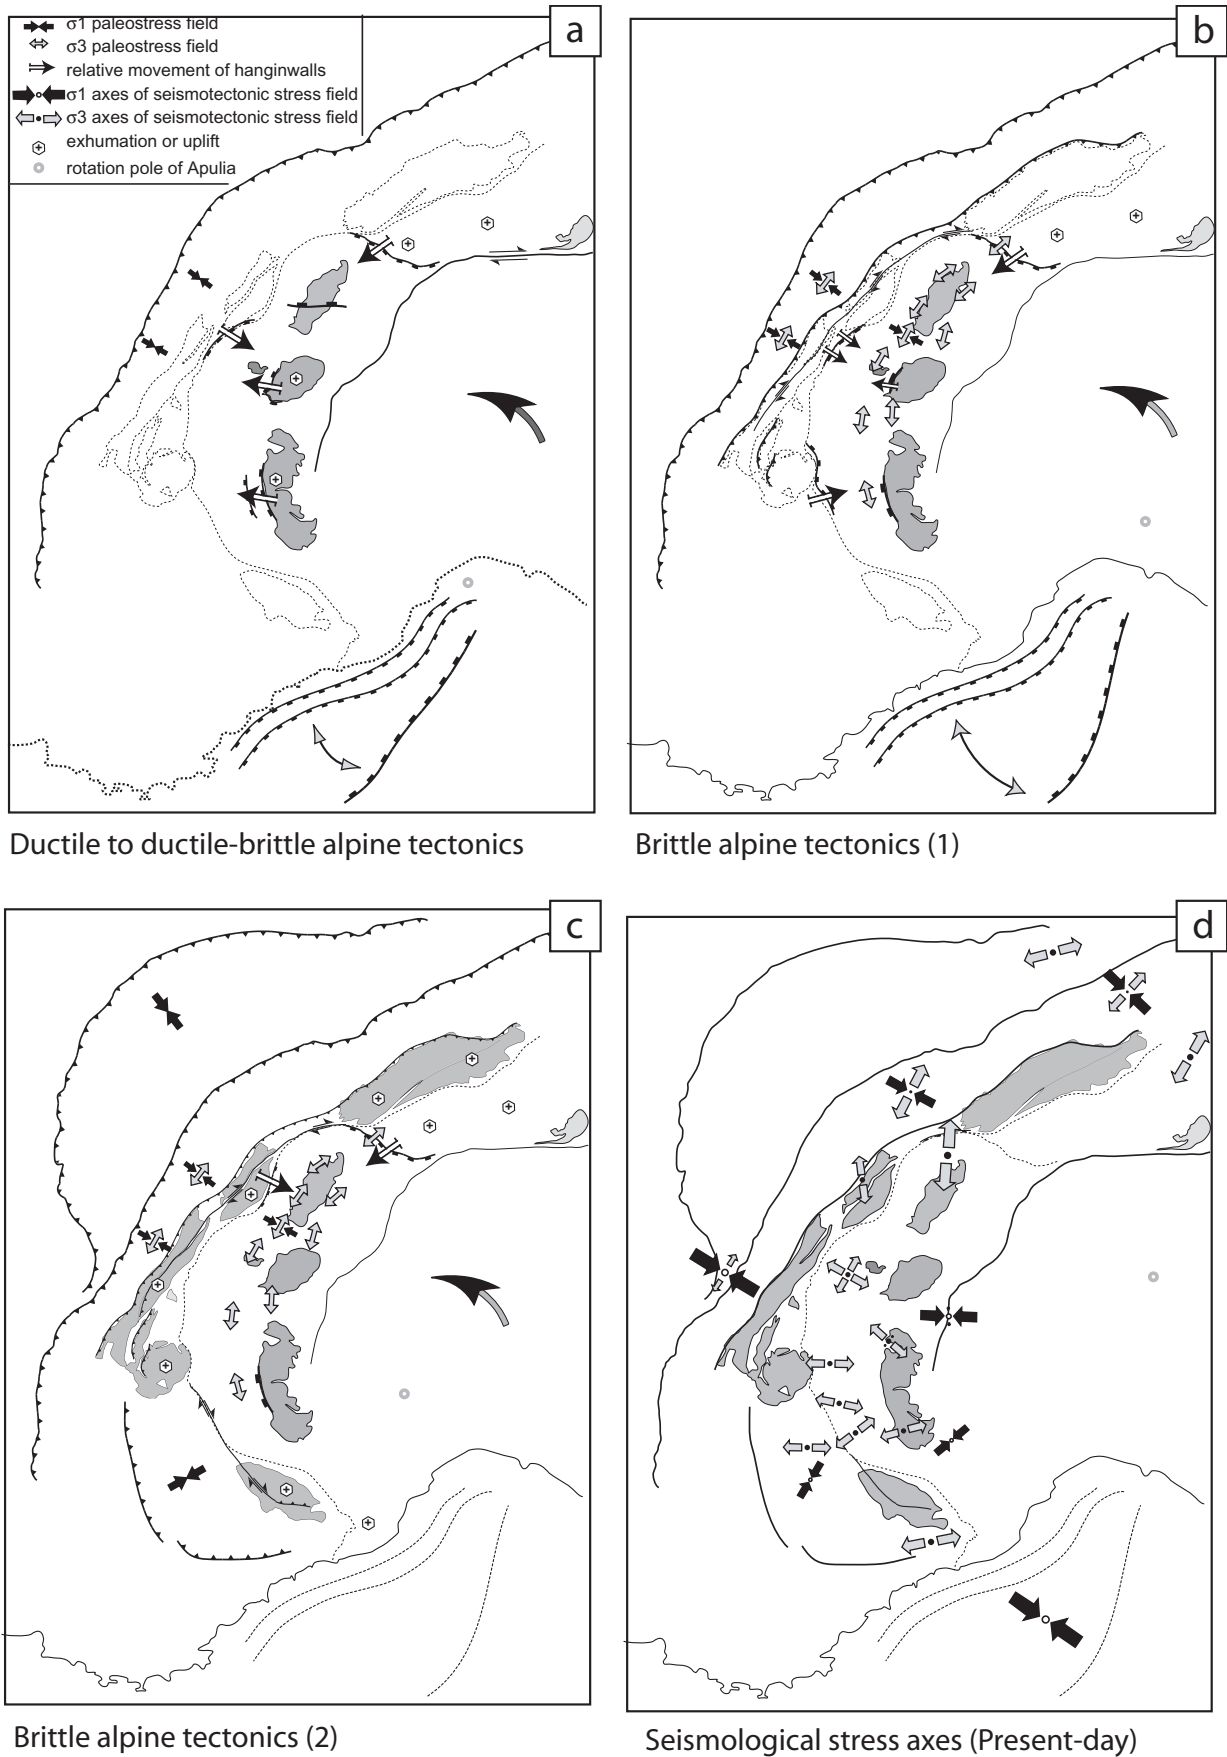 a
σ1 paleostress field
σ3 paleostress field
relative movement of hanginwalls
σ1 axes of seismotectonic stress field
σ3 axes of seismotectonic stress field
exhumation or uplift
rotation pole of Apulia
b
Ductile to ductile-brittle alpine tectonics
Brittle alpine tectonics (1)
c
d
Brittle alpine tectonics (2)
Seismological stress axes (Present-day)